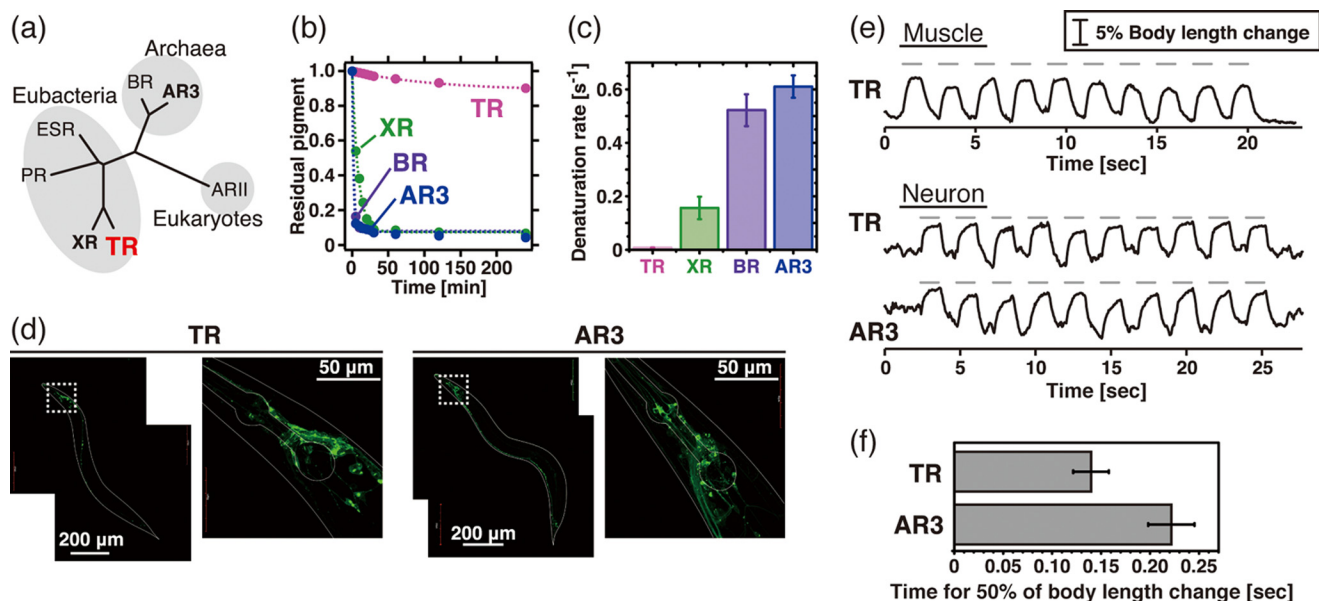 (a)
Archaea
BR
AR3
Eubacteria
ESR
PR
ARII
Eukaryotes
XR
TR
(b)
Residual pigment
1.0
0.8
0.6
0.4
0.2
0
TR
XR
BR
AR3
0 50 100 150 200
Time [min]
(c)
Denaturation rate [s⁻¹]
0.6
0.4
0.2
0.0
TR XR BR AR3
(d)
TR
AR3
200 μm
50 μm
200 μm
50 μm
(e)
5% Body length change
Muscle
TR
0 5 10 15 20
Time [sec]
Neuron
TR
AR3
0 5 10 15 20 25
Time [sec]
(f)
TR
AR3
0 0.05 0.10 0.15 0.20 0.25
Time for 50% of body length change [sec]